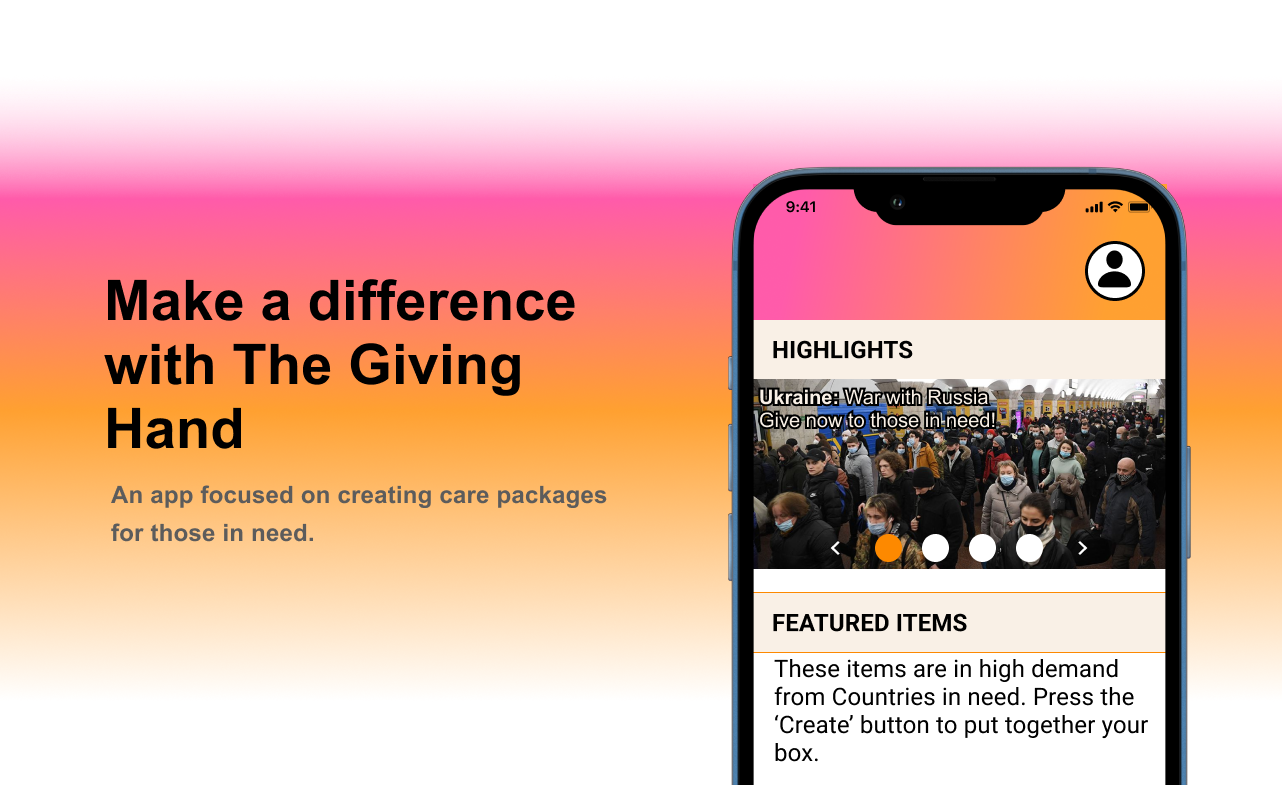 Make a difference
with The Giving
Hand
An app focused on creating care packages
for those in need.
9:41
HIGHLIGHTS
Ukraine: War with Russia
Give now to those in need!
FEATURED ITEMS
These items are in high demand
from Countries in need. Press the
‘Create’ button to put together your
box.